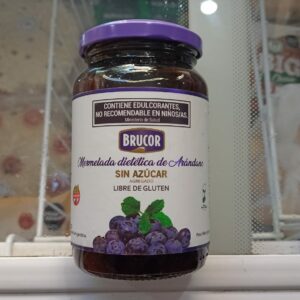 CONTIENE EDULCORANTES,
NO RECOMENDABLE EN NIÑOS/AS.
Ministerio de Salud
BRUCOR
Mermelada dietética de Arándano
SIN AZÚCAR
AGREGADO
LIBRE DE GLUTEN